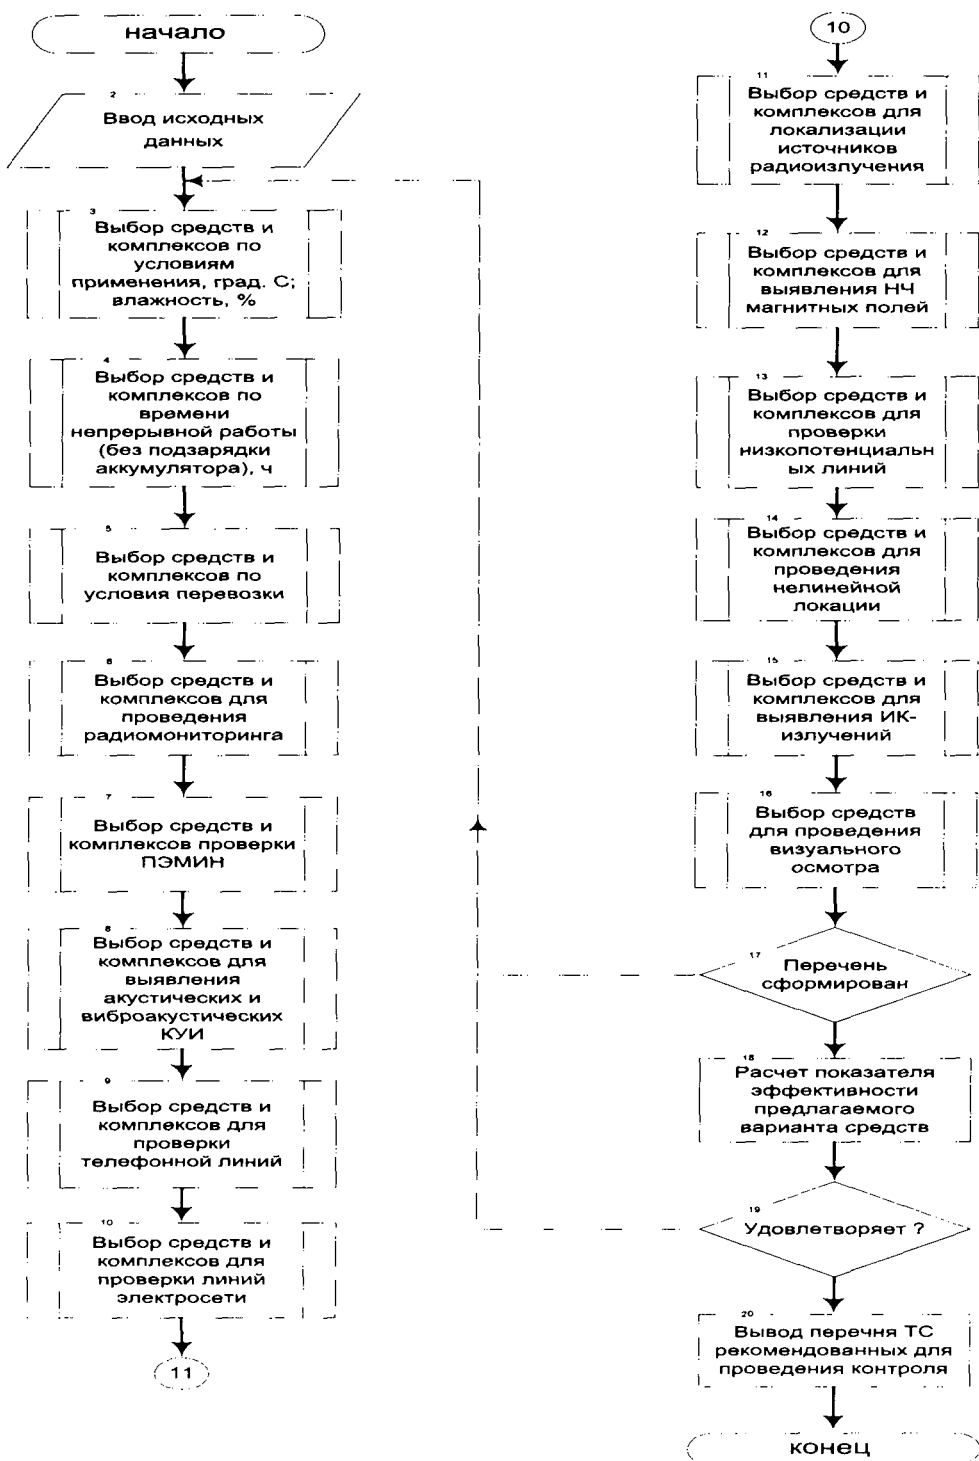 начало
2
Ввод исходных
данных
3
Выбор средств и
комплексов по
условиям
применения, град. С;
влажность, %
4
Выбор средств и
комплексов по
времени
непрерывной работы
(без подзарядки
аккумулятора), ч
5
Выбор средств и
комплексов по
условия перевозки
6
Выбор средств и
комплексов для
проведения
радиомониторинга
7
Выбор средств и
комплексов проверки
ПЭМИН
8
Выбор средств и
комплексов для
выявления
акустических и
виброакустических
КУИ
9
Выбор средств и
комплексов для
проверки
телефонной линий
10
Выбор средств и
комплексов для
проверки линий
электросети
11
10
11
Выбор средств и
комплексов для
локализации
источников
радиоизлучения
12
Выбор средств и
комплексов для
выявления НЧ
магнитных полей
13
Выбор средств и
комплексов для
проверки
низкопотенциальн
ых линий
14
Выбор средств и
комплексов для
проведения
нелинейной
локации
15
Выбор средств и
комплексов для
выявления ИК-
излучений
16
Выбор средств
для проведения
визуального
осмотра
17
Перечень
сформирован
18
Расчет показателя
эффективности
предлагаемого
варианта средств
19
Удовлетворяет ?
20
Вывод перечня ТС
рекомендованных для
проведения контроля
конец